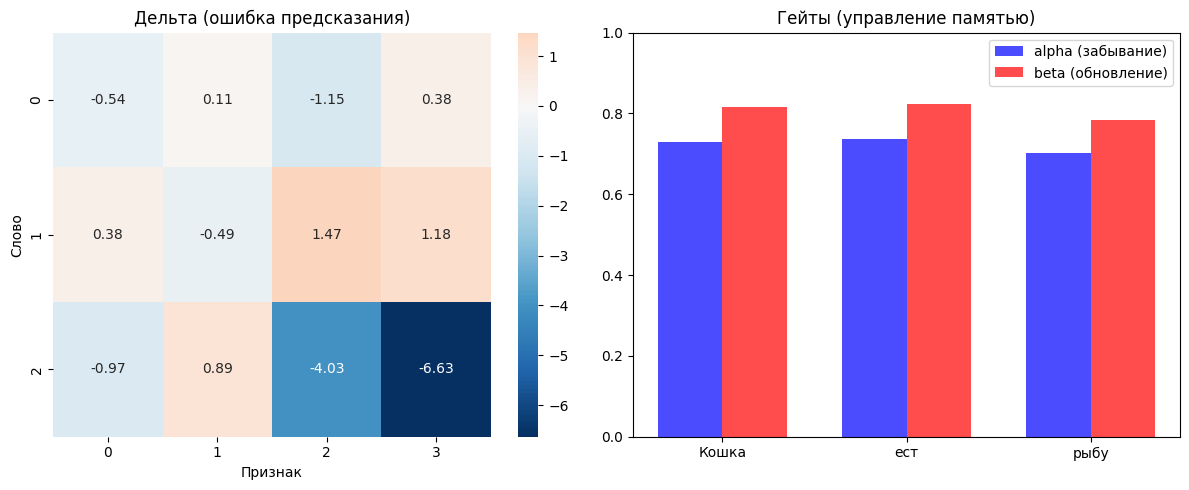 Дельта (ошибка предсказания)
0
-0.54 0.11 -1.15 0.38
1
0.38 -0.49 1.47 1.18
2
-0.97 0.89 -4.03 -6.63
Слово
0 1 2 3
Признак
1
0
−1
−2
−3
−4
−5
−6
Гейты (управление памятью)
alpha (забывание)
beta (обновление)
1.0
0.8
0.6
0.4
0.2
0.0
Кошка ест рыбу